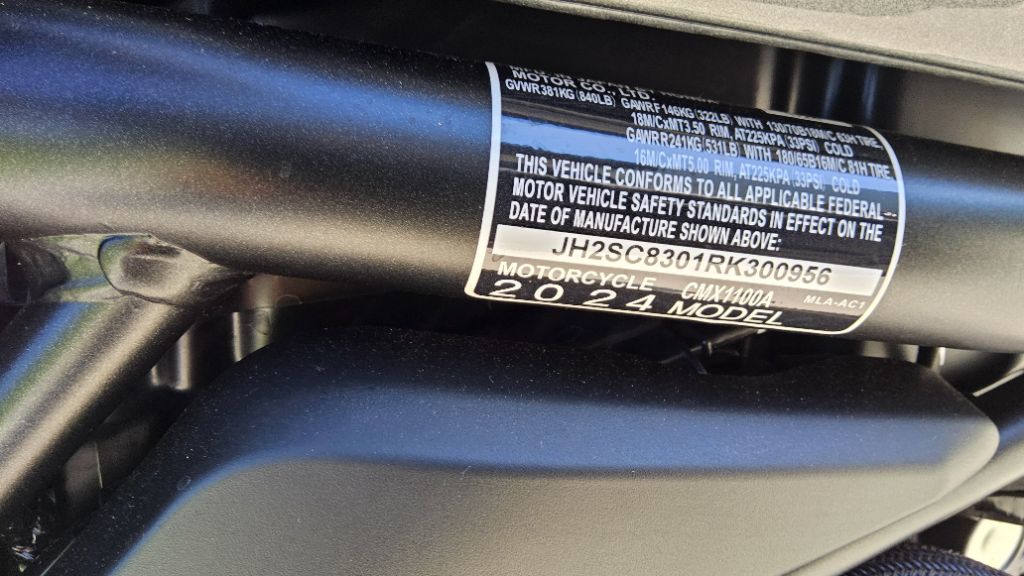 MOTOR CO., LTD.
GVWR381KG (840LB) GAWRF146KG (322LB) WITH 130/70B18M/C 63H TIRE,
18M/CxMT3.50 RIM, AT225KPA (33PSI) COLD
GAWRR241KG (531LB) WITH 180/65B16M/C 81H TIRE,
16M/CxMT5.00 RIM, AT225KPA (33PSI) COLD
THIS VEHICLE CONFORMS TO ALL APPLICABLE FEDERAL
MOTOR VEHICLE SAFETY STANDARDS IN EFFECT ON THE
DATE OF MANUFACTURE SHOWN ABOVE:
JH2SC8301RK300956
MOTORCYCLE CMX1100A
2024 MODEL MLA-AC1